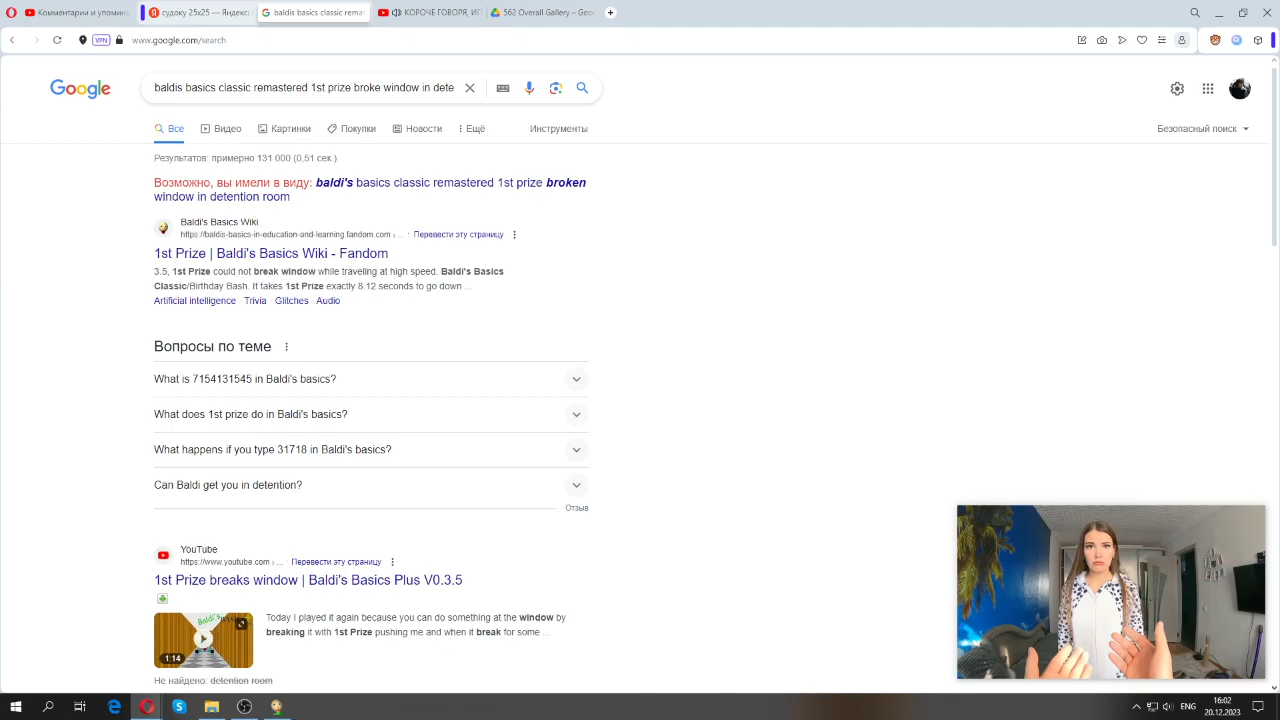 Комментарии и упомина
судоку 25х25 — Яндекс
baldis basics classic rema
КОРОЧЕ ГОВОРЯ, ИГ
562 Overall Gallery – Goo
VPN
www.google.com/search
Google
baldis basics classic remastered 1st prize broke window in dete
Все
Видео
Картинки
Покупки
Новости
Ещё
Инструменты
Безопасный поиск
Результатов: примерно 131 000 (0,51 сек.)
Возможно, вы имели в виду: baldi's basics classic remastered 1st prize broken
window in detention room
Baldi's Basics Wiki
https://baldis-basics-in-education-and-learning.fandom.com › ... · Перевести эту страницу
1st Prize | Baldi's Basics Wiki - Fandom
3.5, 1st Prize could not break window while traveling at high speed. Baldi's Basics
Classic/Birthday Bash. It takes 1st Prize exactly 8.12 seconds to go down ...
Artificial intelligence · Trivia · Glitches · Audio
Вопросы по теме
What is 7154131545 in Baldi's basics?
What does 1st prize do in Baldi's basics?
What happens if you type 31718 in Baldi's basics?
Can Baldi get you in detention?
Отзыв
YouTube
https://www.youtube.com › ... · Перевести эту страницу
1st Prize breaks window | Baldi's Basics Plus V0.3.5
Today I played it again because you can do something at the window by
breaking it with 1st Prize pushing me and when it break for some ...
Baldi's
1:14
Не найдено: detention room
ENG
16:02
20.12.2023